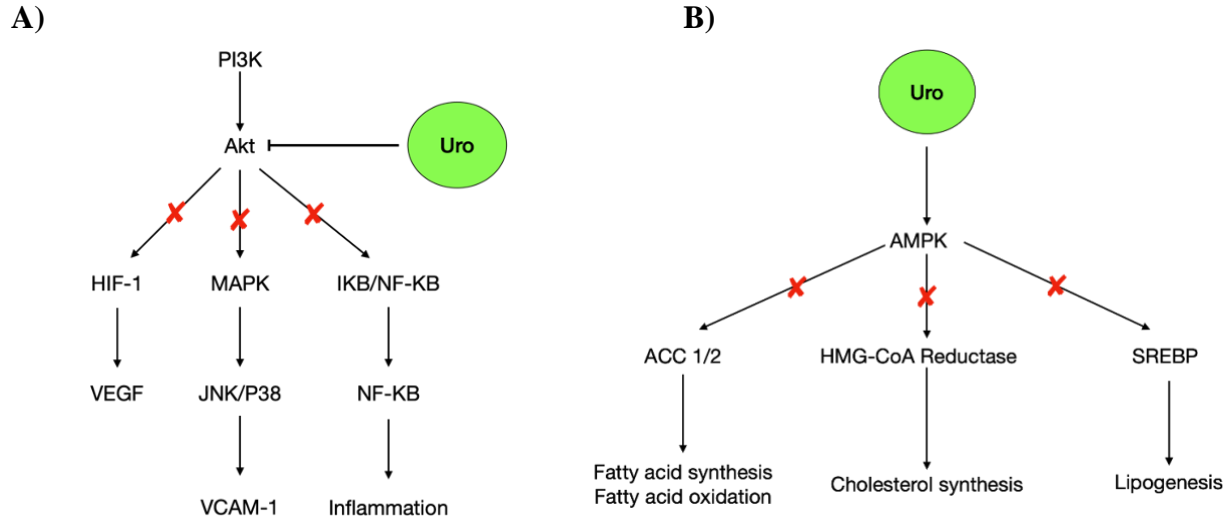 A)
PI3K
Akt
Uro
HIF-1
MAPK
IKB/NF-KB
VEGF
JNK/P38
NF-KB
VCAM-1
Inflammation
B)
Uro
AMPK
ACC 1/2
HMG-CoA Reductase
SREBP
Fatty acid synthesis
Fatty acid oxidation
Cholesterol synthesis
Lipogenesis